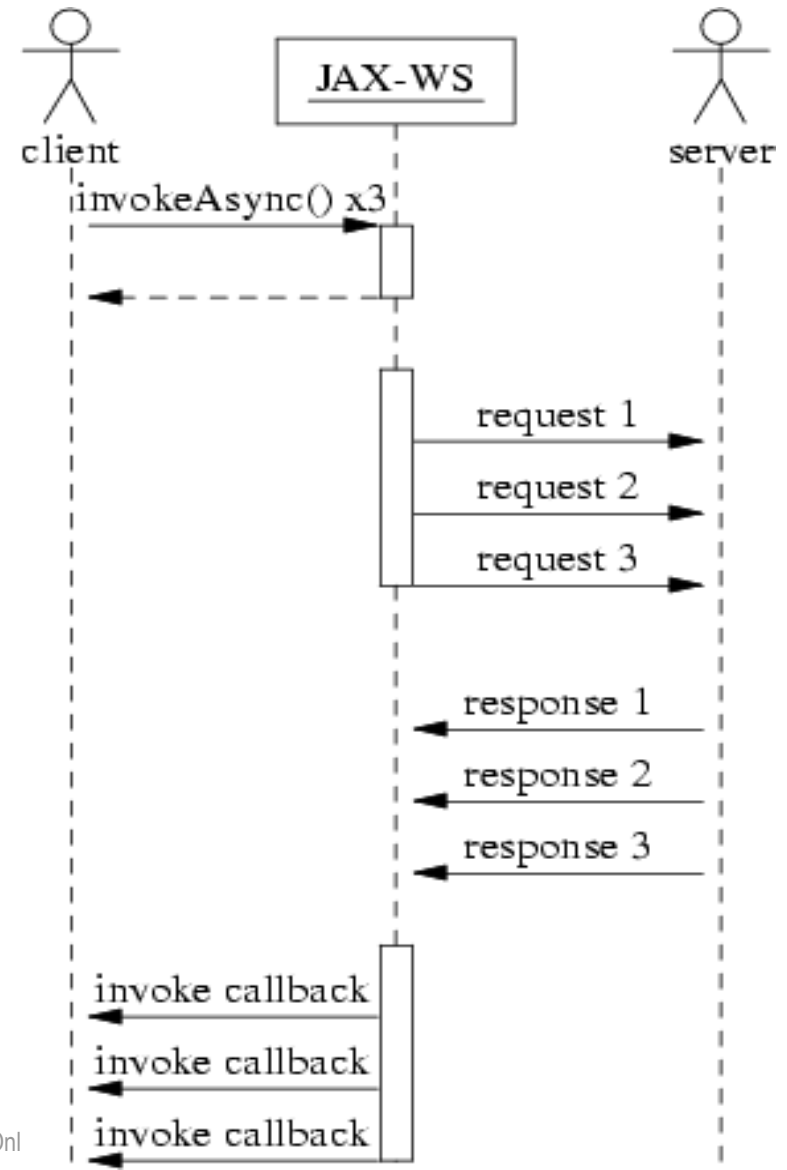 JAX-WS
client
server
invokeAsync() x3
request 1
request 2
request 3
response 1
response 2
response 3
invoke callback
invoke callback
invoke callback